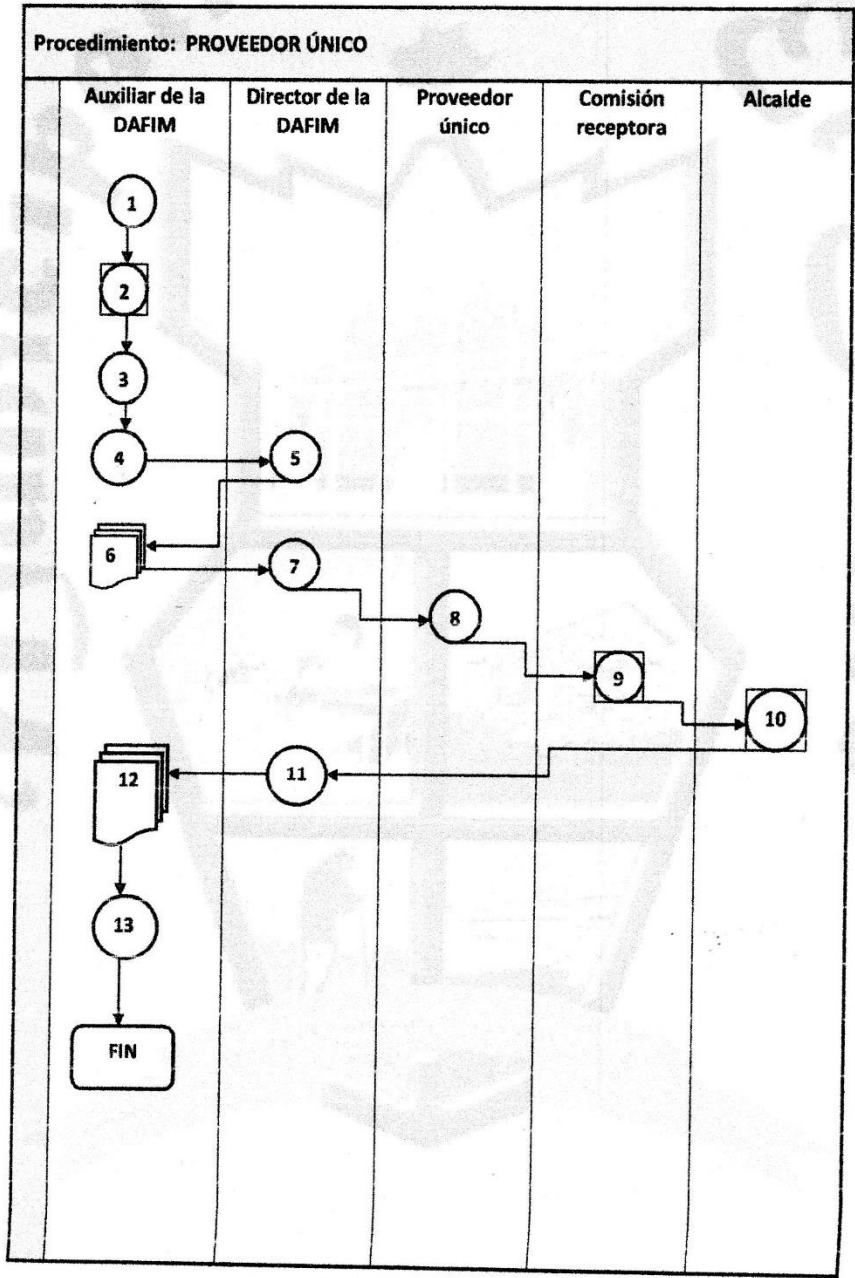 Procedimiento: PROVEEDOR ÚNICO
Auxiliar de la DAFIM
Director de la DAFIM
Proveedor único
Comisión receptora
Alcalde
1
2
3
4
5
6
7
8
9
10
11
12
13
FIN